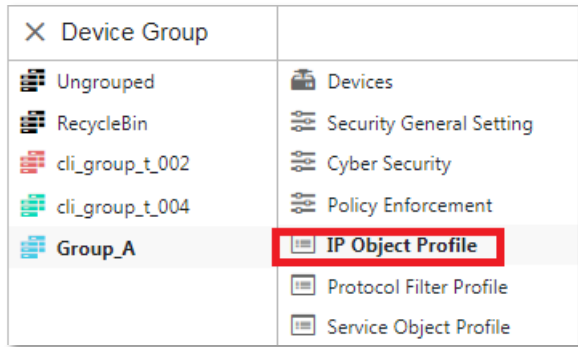 Device Group
Ungrouped
Devices
RecycleBin
Security General Setting
cli_group_t_002
Cyber Security
cli_group_t_004
Policy Enforcement
Group_A
IP Object Profile
Protocol Filter Profile
Service Object Profile